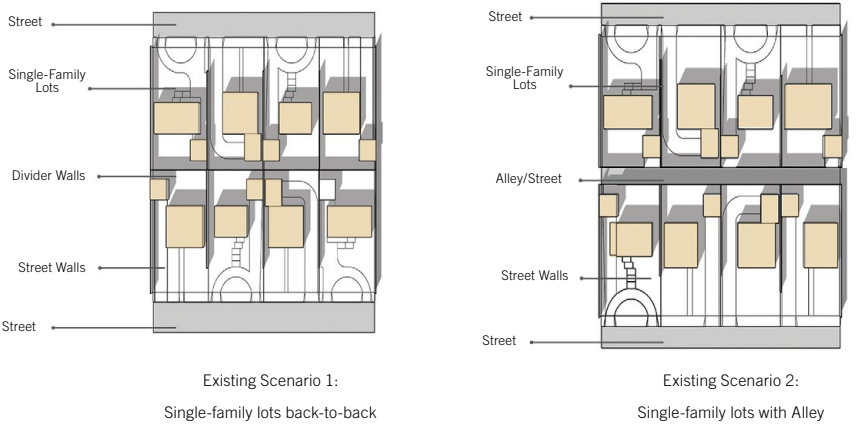 Street
Single-Family
Lots
Divider Walls
Street Walls
Street
Existing Scenario 1:
Single-family lots back-to-back
Street
Single-Family
Lots
Alley/Street
Street Walls
Street
Existing Scenario 2:
Single-family lots with Alley